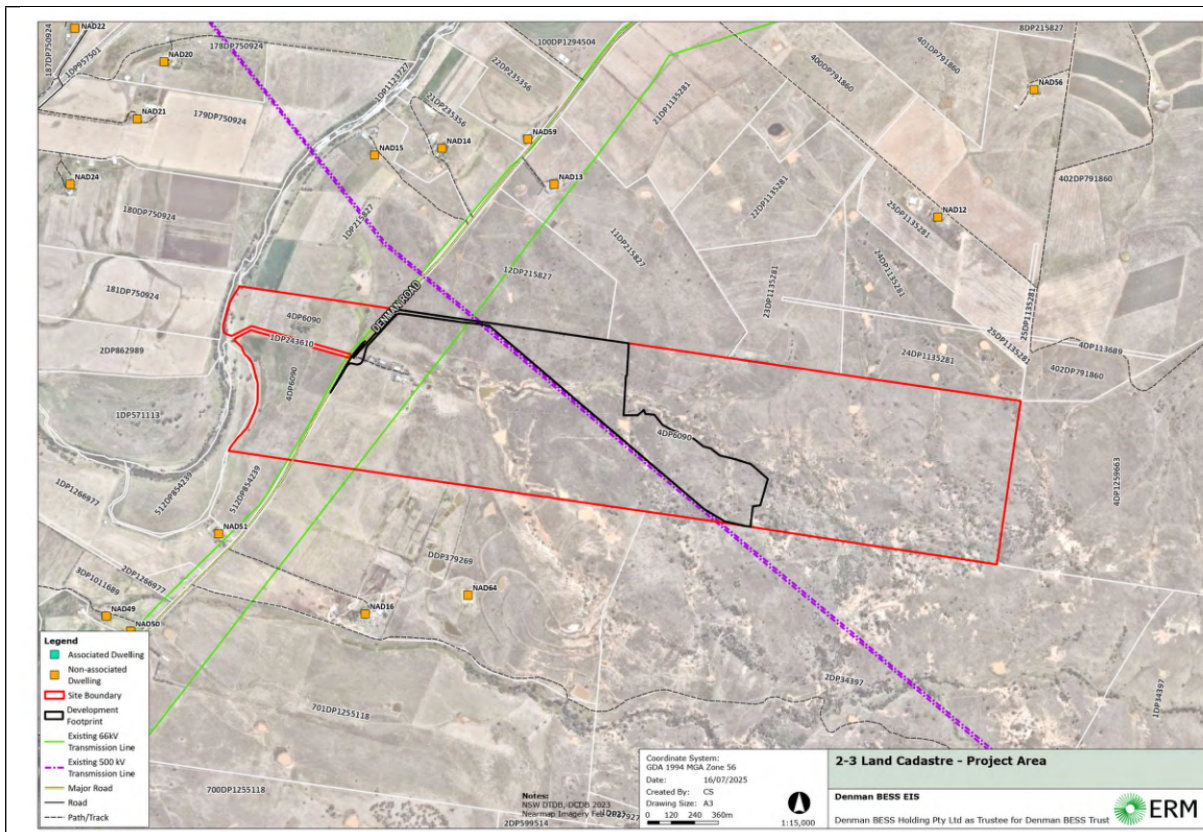 NAD22
178DP750924
187DP750924
1DP957501
NAD20
NAD21
179DP750924
NAD24
180DP750924
181DP750924
2DP862989
1DP571113
1DP1266977
512DP854239
512DP854239
NAD51
2DP1266977
3DP1011689
NAD49
NAD50
1DP1123727
22DP235356
21DP235356
100DP1294504
NAD59
NAD14
NAD15
NAD13
1DP215827
12DP215827
11DP215827
21DP1135281
22DP1135281
23DP1135281
400DP791860
401DP791860
8DP215827
NAD56
402DP791860
NAD12
25DP1135281
24DP1135281
25DP1135281
25DP1135281
24DP1135281
4DP113689
402DP791860
DENMAN ROAD
4DP6090
1DP243610
4DP6090
4DP6090
4DP1259663
DDP379269
NAD64
NAD16
2DP34397
1DP34397
701DP1255118
700DP1255118
2DP599514
Legend
Associated Dwelling
Non-associated
Dwelling
Site Boundary
Development
Footprint
Existing 66kV
Transmission Line
Existing 500 kV
Transmission Line
Major Road
Road
Path/Track
Notes:
NSW DTDB/DCDB 2023
Nearmap Imagery
Coordinate System:
GDA 1994 MGA Zone 56
Date: 16/07/2025
Created By: CS
Drawing Size: A3
0 120 240 360m
1:15,000
2-3 Land Cadastre - Project Area
Denman BESS EIS
Denman BESS Holding Pty Ltd as Trustee for Denman BESS Trust
ERM